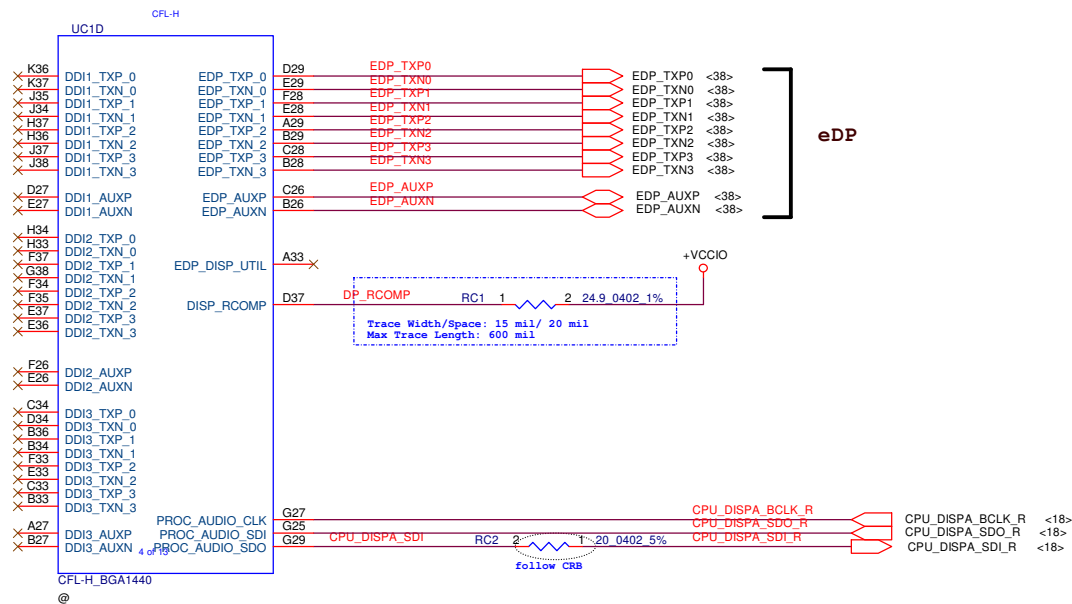 CFL-H
UC1D
K36 DDI1_TXP_0 EDP_TXP_0 D29 EDP_TXP0 EDP_TXP0 <38>
K37 DDI1_TXN_0 EDP_TXN_0 E29 EDP_TXN0 EDP_TXN0 <38>
J35 DDI1_TXP_1 EDP_TXP_1 F28 EDP_TXP1 EDP_TXP1 <38>
J34 DDI1_TXN_1 EDP_TXN_1 E28 EDP_TXN1 EDP_TXN1 <38>
H37 DDI1_TXP_2 EDP_TXP_2 A29 EDP_TXP2 EDP_TXP2 <38>
H36 DDI1_TXN_2 EDP_TXN_2 B29 EDP_TXN2 EDP_TXN2 <38>
J37 DDI1_TXP_3 EDP_TXP_3 C28 EDP_TXP3 EDP_TXP3 <38>
J38 DDI1_TXN_3 EDP_TXN_3 B28 EDP_TXN3 EDP_TXN3 <38>
eDP
D27 DDI1_AUXP EDP_AUXP C26 EDP_AUXP EDP_AUXP <38>
E27 DDI1_AUXN EDP_AUXN B26 EDP_AUXN EDP_AUXN <38>
H34 DDI2_TXP_0
H33 DDI2_TXN_0
F37 DDI2_TXP_1 EDP_DISP_UTIL A33 +VCCIO
G38 DDI2_TXN_1
F34 DDI2_TXP_2
F35 DDI2_TXN_2 DISP_RCOMP D37 DP_RCOMP RC1 1 2 24.9_0402_1%
E37 DDI2_TXP_3 Trace Width/Space: 15 mil/ 20 mil
E36 DDI2_TXN_3 Max Trace Length: 600 mil
F26 DDI2_AUXP
E26 DDI2_AUXN
C34 DDI3_TXP_0
D34 DDI3_TXN_0
B36 DDI3_TXP_1
B34 DDI3_TXN_1
F33 DDI3_TXP_2
E33 DDI3_TXN_2
C33 DDI3_TXP_3
B33 DDI3_TXN_3
PROC_AUDIO_CLK G27 CPU_DISPA_BCLK_R CPU_DISPA_BCLK_R <18>
A27 DDI3_AUXP PROC_AUDIO_SDI G25 CPU_DISPA_SDO_R CPU_DISPA_SDO_R <18>
B27 DDI3_AUXN 4 of 13 PROC_AUDIO_SDO G29 CPU_DISPA_SDI RC2 2 1 20_0402_5% CPU_DISPA_SDI_R CPU_DISPA_SDI_R <18>
follow CRB
CFL-H_BGA1440
@